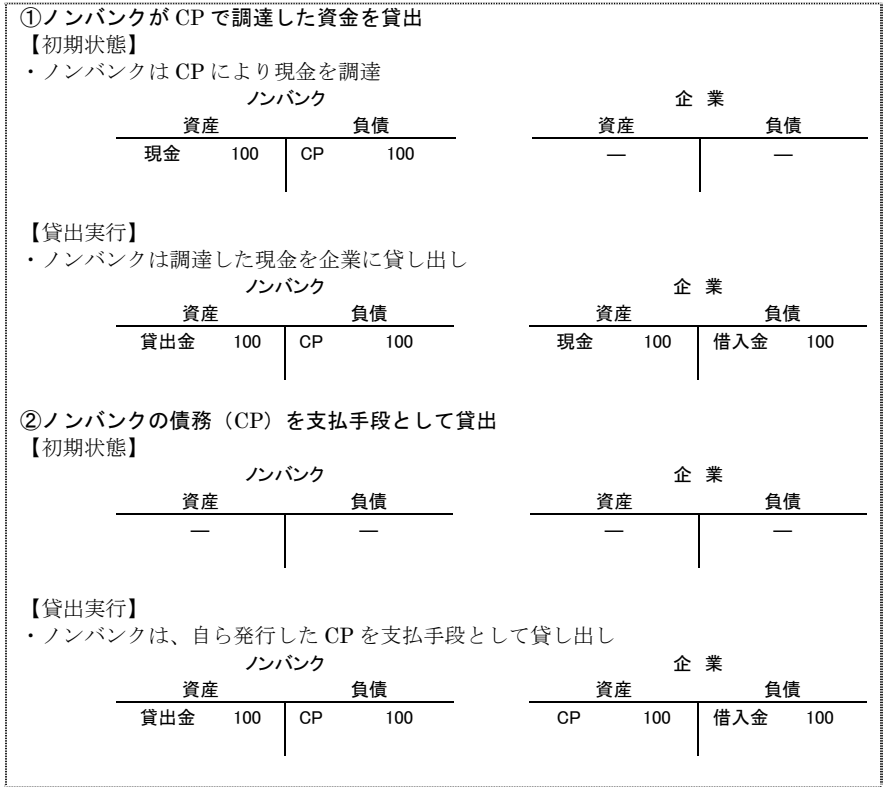 ①ノンバンクが CP で調達した資金を貸出
【初期状態】
・ノンバンクは CP により現金を調達
ノンバンク 企 業
資産 負債 資産 負債
現金 100 CP 100 ― ―
【貸出実行】
・ノンバンクは調達した現金を企業に貸し出し
ノンバンク 企 業
資産 負債 資産 負債
貸出金 100 CP 100 現金 100 借入金 100
②ノンバンクの債務（CP）を支払手段として貸出
【初期状態】
ノンバンク 企 業
資産 負債 資産 負債
― ― ― ―
【貸出実行】
・ノンバンクは、自ら発行した CP を支払手段として貸し出し
ノンバンク 企 業
資産 負債 資産 負債
貸出金 100 CP 100 CP 100 借入金 100